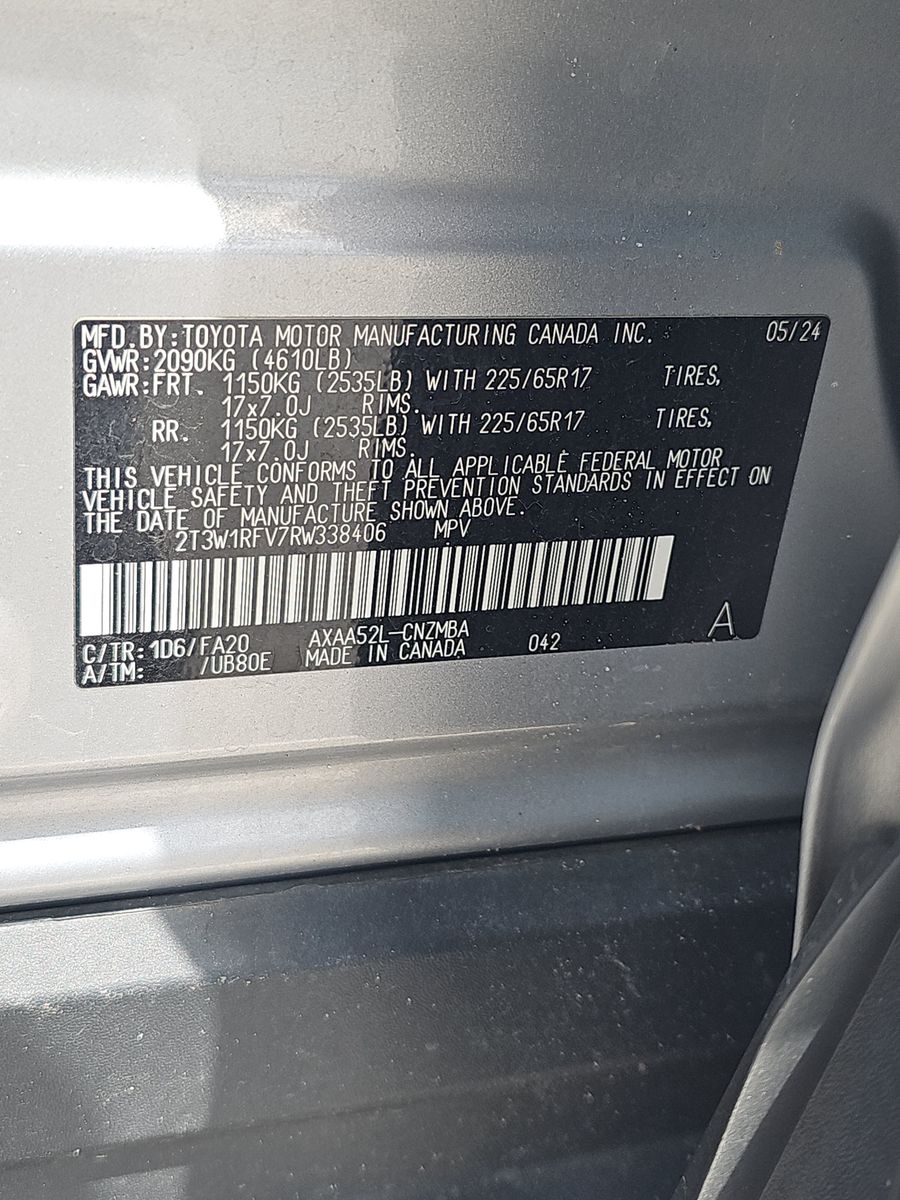 MFD. BY: TOYOTA MOTOR MANUFACTURING CANADA INC. 05/24
GVWR: 2090KG (4610LB)
GAWR: FRT. 1150KG (2535LB) WITH 225/65R17 TIRES,
17x7.0J RIMS.
RR. 1150KG (2535LB) WITH 225/65R17 TIRES,
17x7.0J RIMS.
THIS VEHICLE CONFORMS TO ALL APPLICABLE FEDERAL MOTOR
VEHICLE SAFETY AND THEFT PREVENTION STANDARDS IN EFFECT ON
THE DATE OF MANUFACTURE SHOWN ABOVE.
2T3W1RFV7RW338406 MPV
C/TR: 1D6/FA20 AXAA52L-CNZMBA 042 A
A/TM: /UB80E MADE IN CANADA